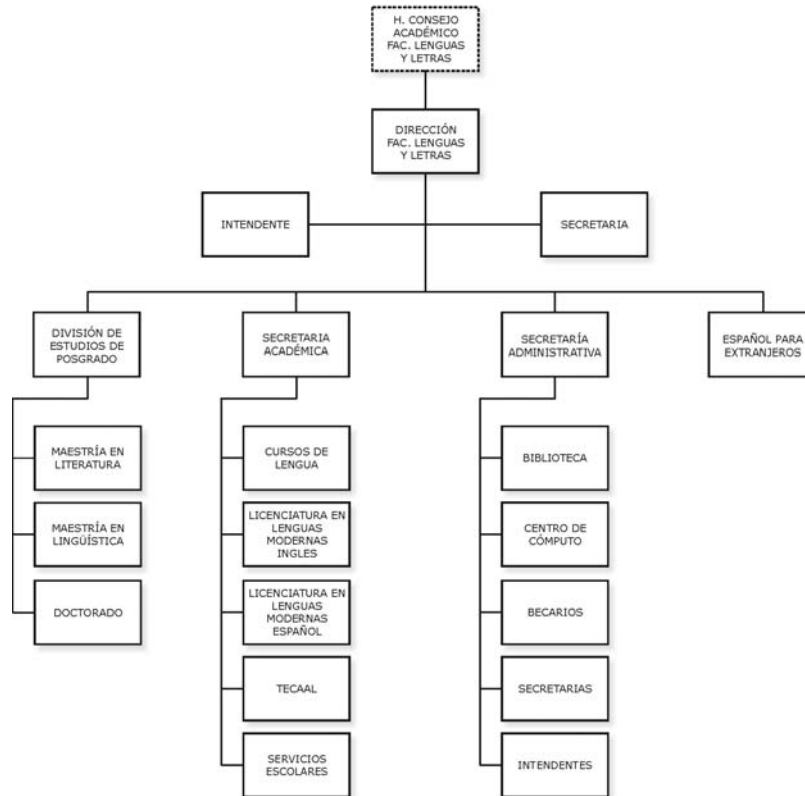 H. CONSEJO
ACADÉMICO
FAC. LENGUAS
Y LETRAS
DIRECCIÓN
FAC. LENGUAS
Y LETRAS
INTENDENTE
SECRETARIA
DIVISIÓN DE
ESTUDIOS DE
POSGRADO
SECRETARIA
ACADÉMICA
SECRETARÍA
ADMINISTRATIVA
ESPAÑOL PARA
EXTRANJEROS
MAESTRÍA EN
LITERATURA
MAESTRÍA EN
LINGÜÍSTICA
DOCTORADO
CURSOS DE
LENGUA
LICENCIATURA EN
LENGUAS
MODERNAS
INGLES
LICENCIATURA EN
LENGUAS
MODERNAS
ESPAÑOL
TECAAL
SERVICIOS
ESCOLARES
BIBLIOTECA
CENTRO DE
CÓMPUTO
BECARIOS
SECRETARIAS
INTENDENTES